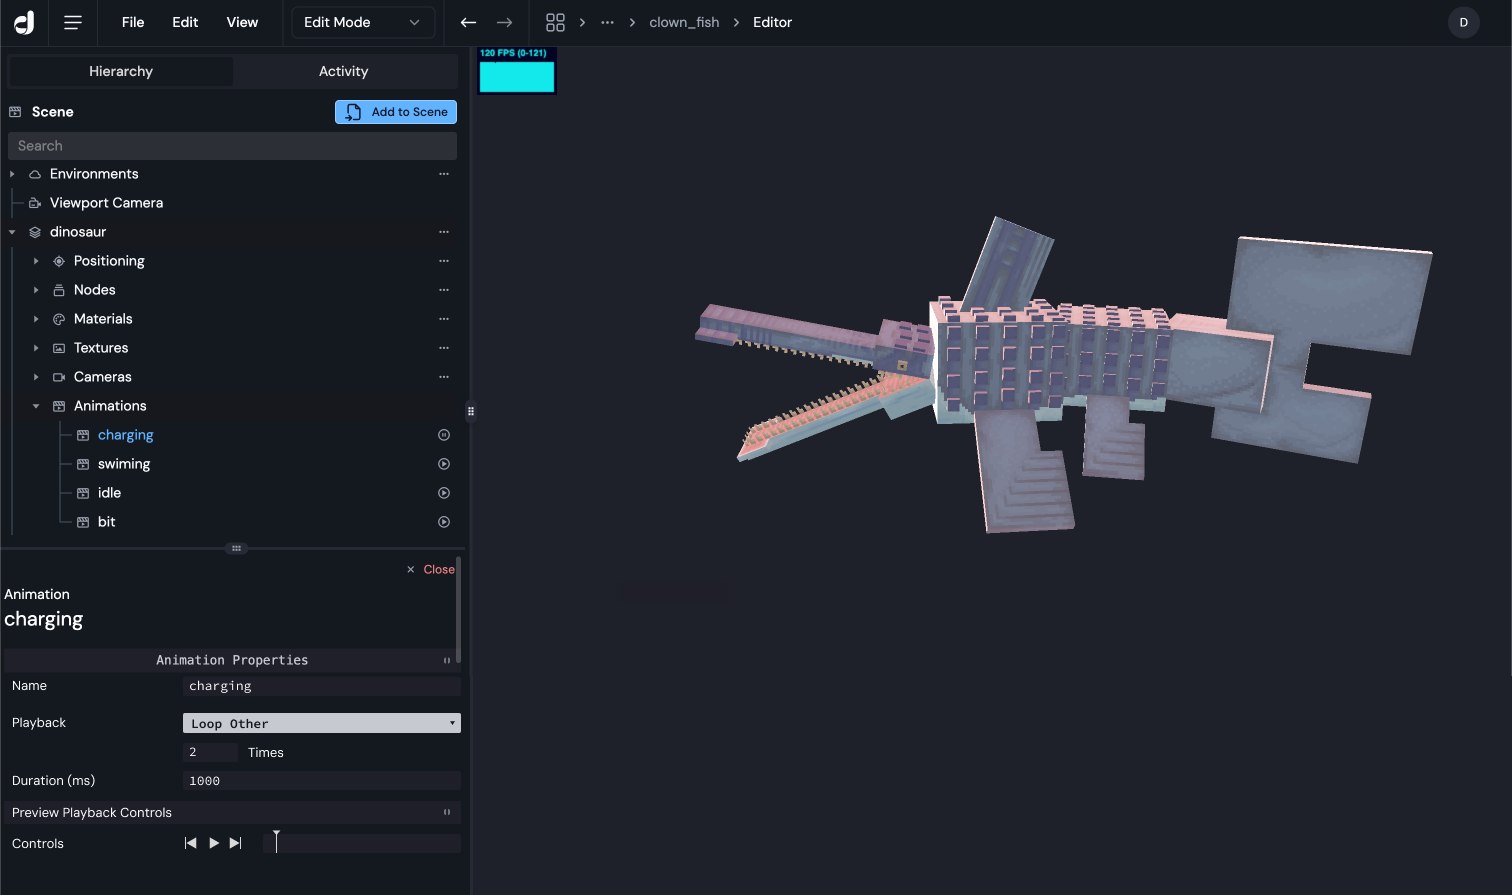 File Edit View Edit Mode clown_fish Editor D
Hierarchy Activity
120 FPS (0-121)
Scene Add to Scene
Search
Environments
Viewport Camera
dinosaur
Positioning
Nodes
Materials
Textures
Cameras
Animations
charging
swiming
idle
bit
Close
Animation
charging
Animation Properties
Name charging
Playback Loop Other
2 Times
Duration (ms) 1000
Preview Playback Controls
Controls